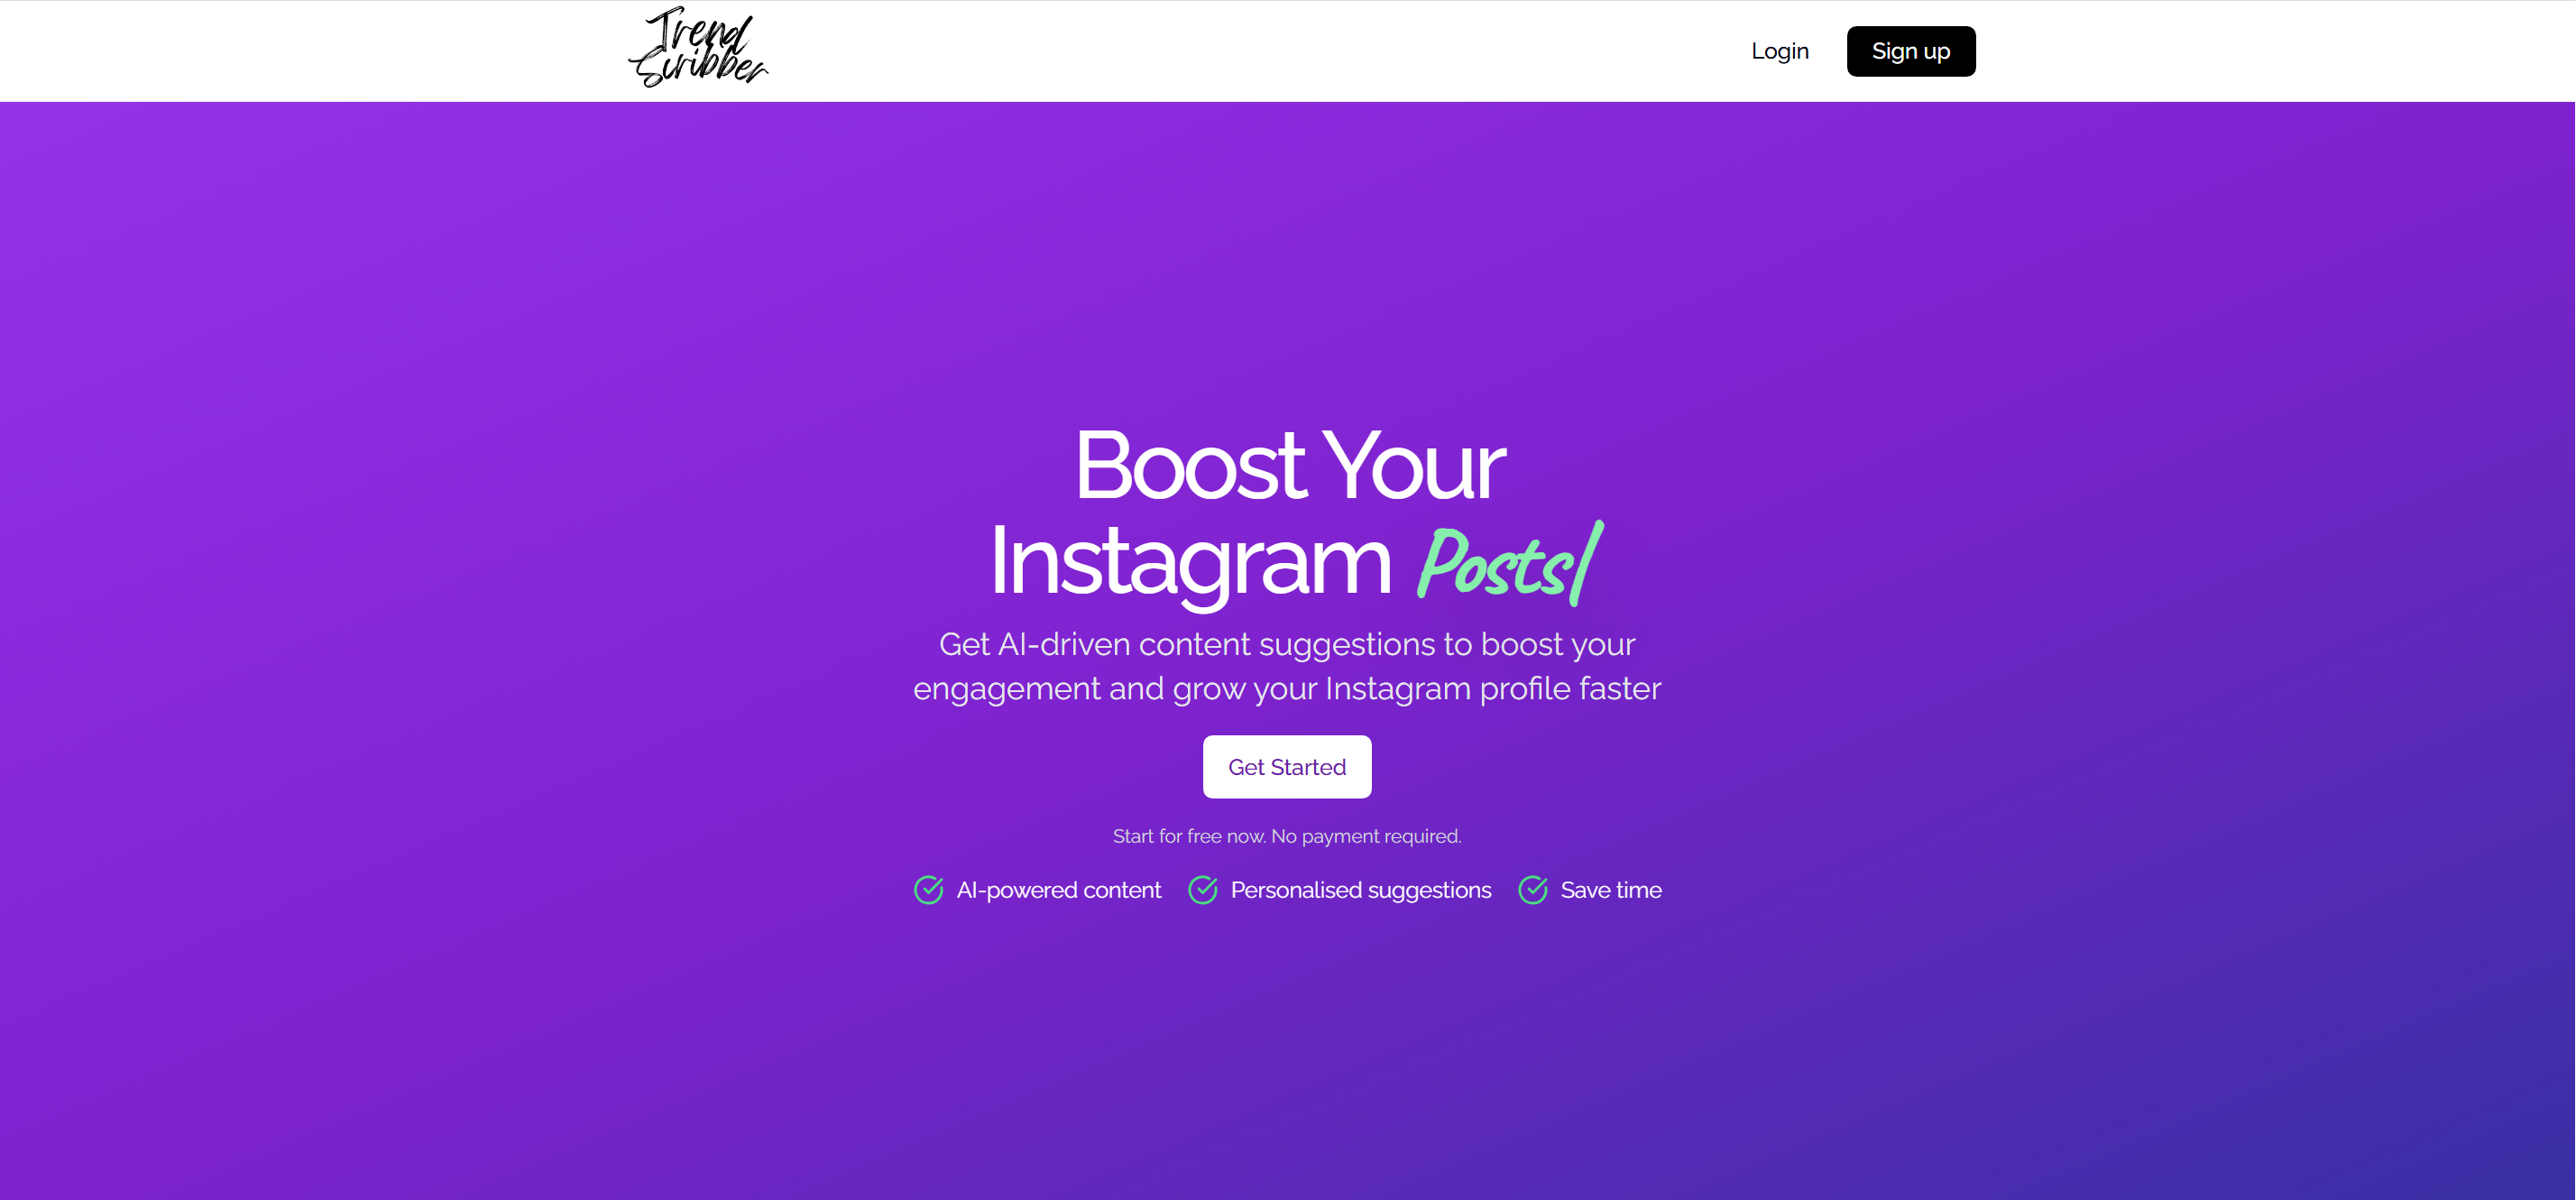 Trend
Scribber
Login
Sign up
Boost Your
Instagram Posts|
Get AI-driven content suggestions to boost your
engagement and grow your Instagram profile faster
Get Started
Start for free now. No payment required.
AI-powered content
Personalised suggestions
Save time